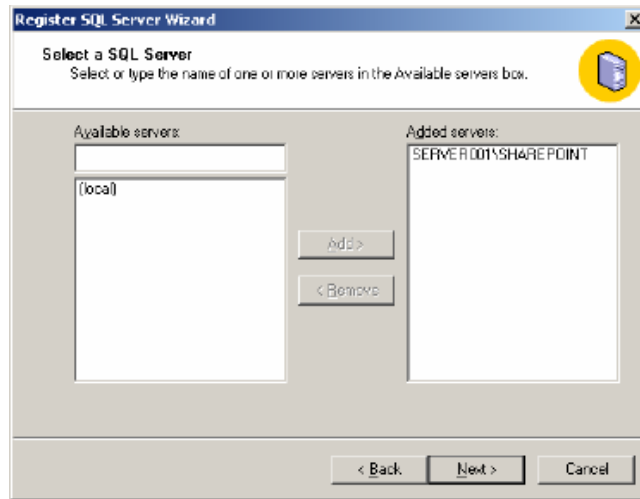 Register SQL Server Wizard
Select a SQL Server
Select or type the name of one or more servers in the Available servers box.
Available servers:
Added servers:
(local)
SERVER001\SHAREPOINT
Add >
< Remove
< Back
Next >
Cancel